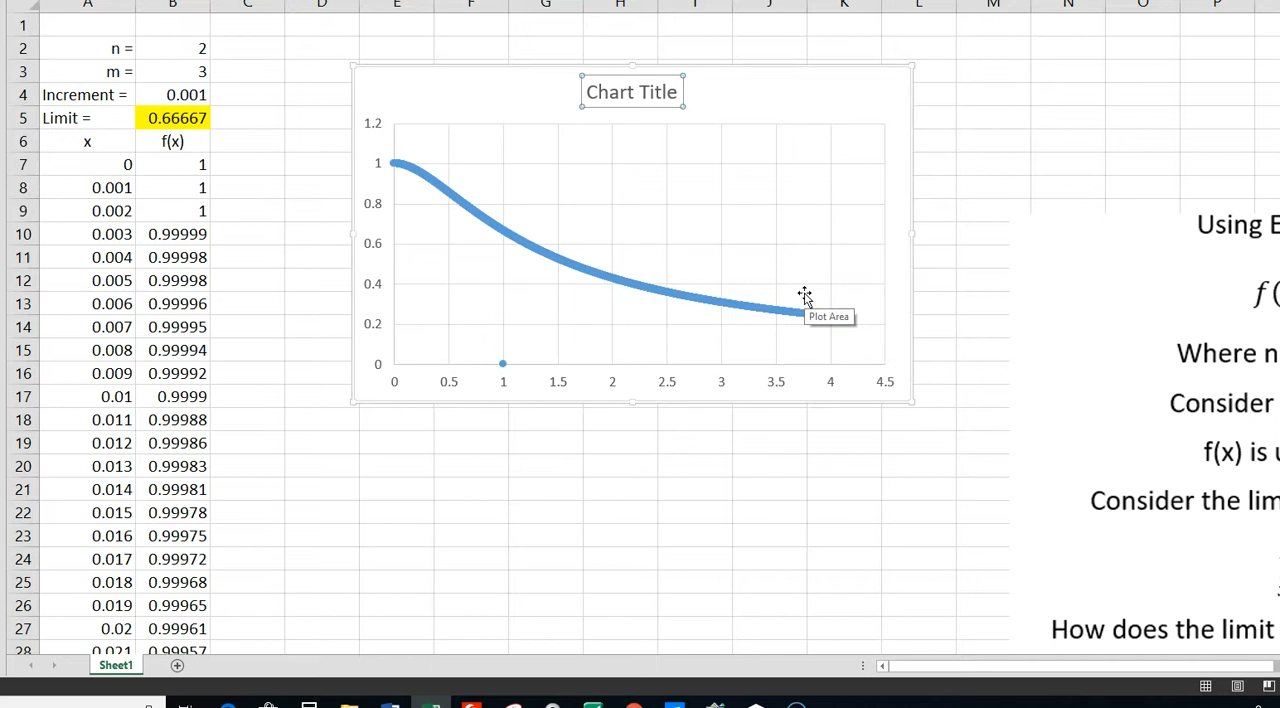 A B C D E F G H I J K L M N O P
1
2 n = 2
3 m = 3
4 Increment = 0.001
5 Limit = 0.66667
6 x f(x)
7 0 1
8 0.001 1
9 0.002 1
10 0.003 0.99999
11 0.004 0.99998
12 0.005 0.99998
13 0.006 0.99996
14 0.007 0.99995
15 0.008 0.99994
16 0.009 0.99992
17 0.01 0.9999
18 0.011 0.99988
19 0.012 0.99986
20 0.013 0.99983
21 0.014 0.99981
22 0.015 0.99978
23 0.016 0.99975
24 0.017 0.99972
25 0.018 0.99968
26 0.019 0.99965
27 0.02 0.99961
28 0.021 0.99957
Chart Title
1.2
1
0.8
0.6
0.4
0.2
0
0 0.5 1 1.5 2 2.5 3 3.5 4 4.5
Plot Area
Using E
f(
Where n
Consider
f(x) is u
Consider the lim
How does the limit
Sheet1